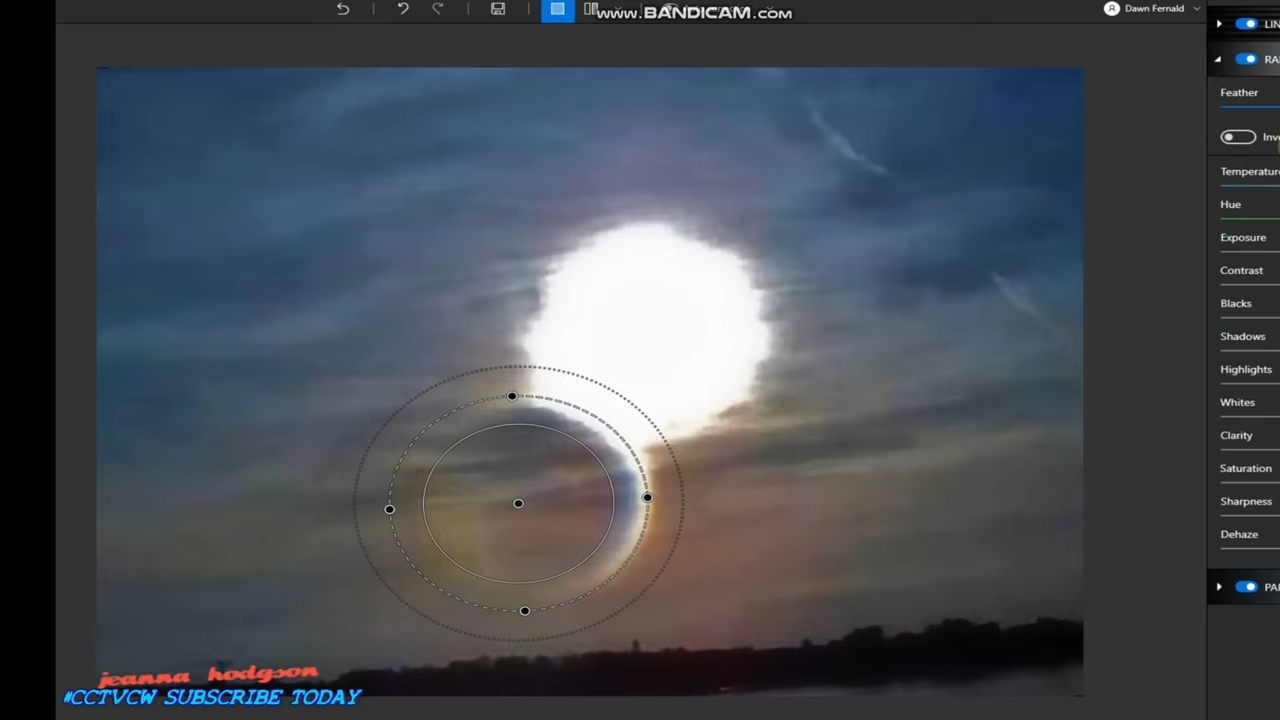 www.BANDICAM.com
Dawn Fernald
Feather
Temperatur
Hue
Exposure
Contrast
Blacks
Shadows
Highlights
Whites
Clarity
Saturation
Sharpness
Dehaze
jeanna hodgson
#CCTVCW SUBSCRIBE TODAY